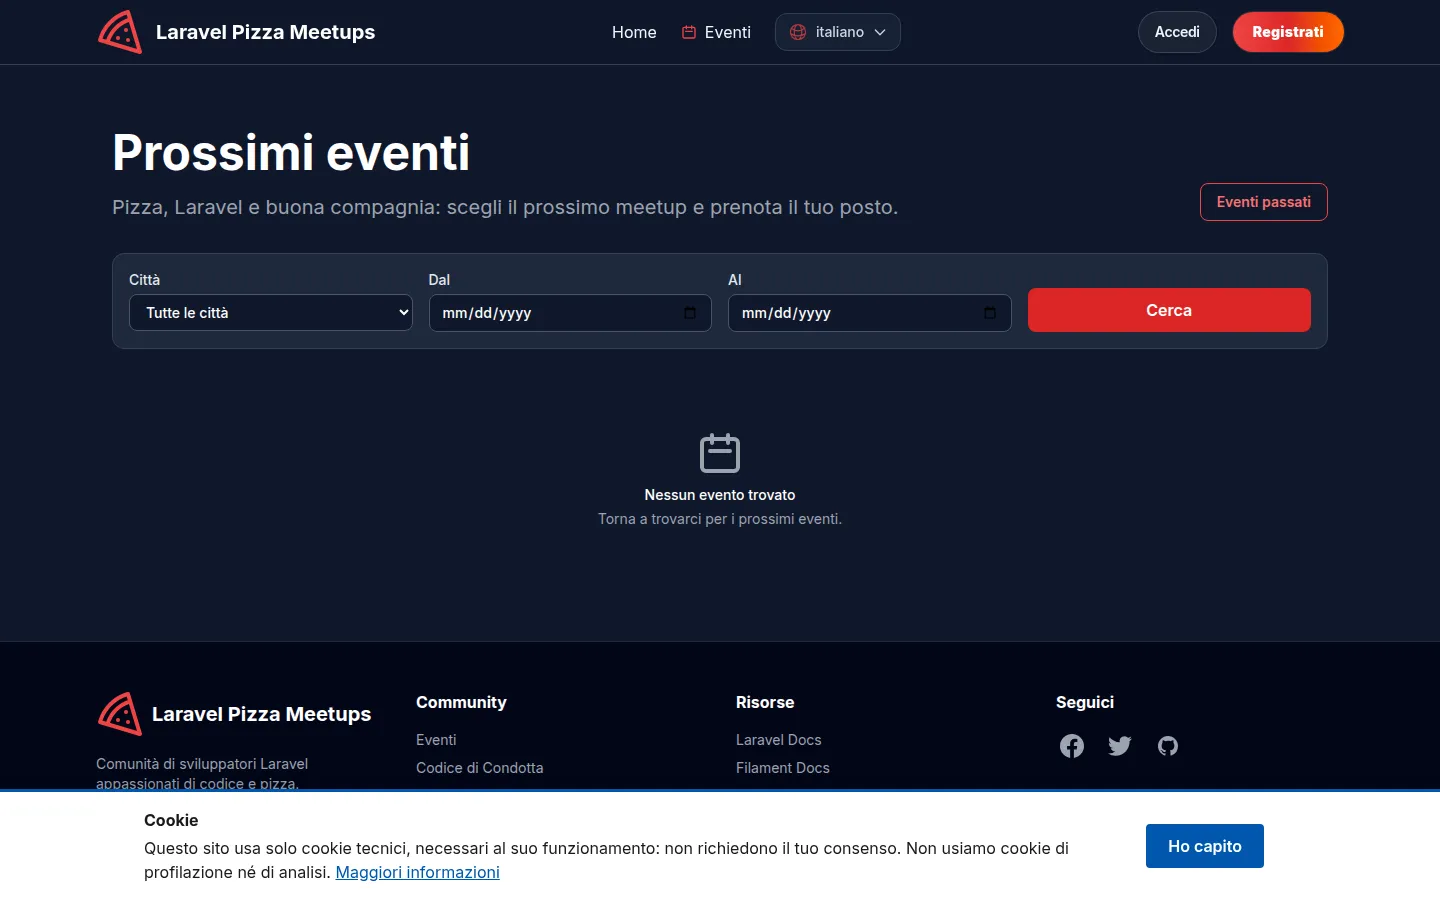 Laravel Pizza Meetups
Home
Eventi
italiano
Accedi
Registrati
Prossimi eventi
Pizza, Laravel e buona compagnia: scegli il prossimo meetup e prenota il tuo posto.
Eventi passati
Città
Tutte le città
Dal
mm/dd/yyyy
Al
mm/dd/yyyy
Cerca
Nessun evento trovato
Torna a trovarci per i prossimi eventi.
Laravel Pizza Meetups
Comunità di sviluppatori Laravel
appassionati di codice e pizza.
Community
Eventi
Codice di Condotta
Risorse
Laravel Docs
Filament Docs
Seguici
Cookie
Questo sito usa solo cookie tecnici, necessari al suo funzionamento: non richiedono il tuo consenso. Non usiamo cookie di
profilazione né di analisi. Maggiori informazioni
Ho capito